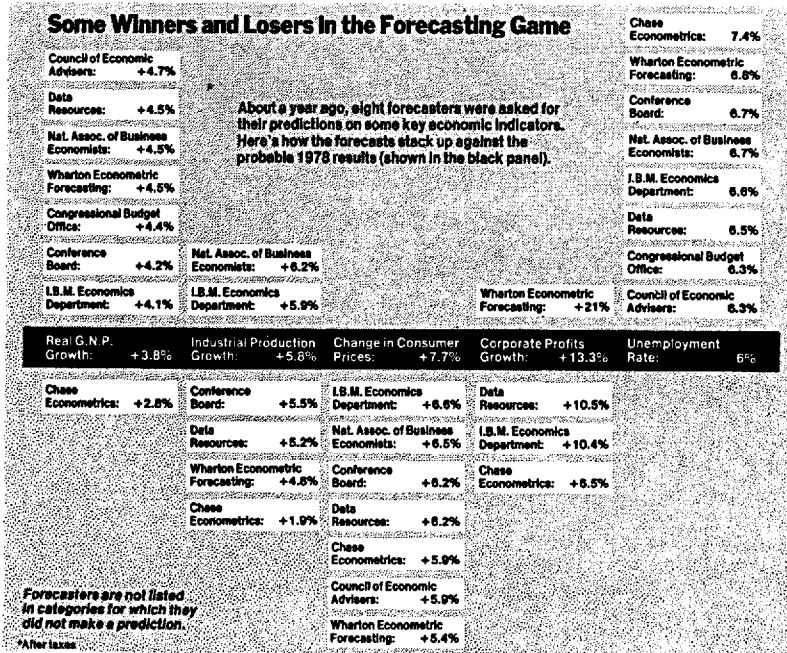 Some Winners and Losers in the Forecasting Game
Council of Economic
Advisers: +4.7%
Data
Resources: +4.5%
Nat. Assoc. of Business
Economists: +4.5%
Wharton Econometric
Forecasting: +4.5%
Congressional Budget
Office: +4.4%
Conference
Board: +4.2%
I.B.M. Economics
Department: +4.1%
About a year ago, eight forecasters were asked for
their predictions on some key economic indicators.
Here's how the forecasts stack up against the
probable 1978 results (shown in the black panel).
Nat. Assoc. of Business
Economists: +6.2%
I.B.M. Economics
Department: +5.9%
Wharton Econometric
Forecasting: +21%
Chase
Econometrics: 7.4%
Wharton Econometric
Forecasting: 6.8%
Conference
Board: 6.7%
Nat. Assoc. of Business
Economists: 6.7%
I.B.M. Economics
Department: 6.6%
Data
Resources: 6.5%
Congressional Budget
Office: 6.3%
Council of Economic
Advisers: 6.3%
Real G.N.P.
Growth: +3.8%
Industrial Production
Growth: +5.8%
Change in Consumer
Prices: +7.7%
Corporate Profits
Growth: +13.3%
Unemployment
Rate: 6%
Chase
Econometrics: +2.8%
Conference
Board: +5.5%
Data
Resources: +5.2%
Wharton Econometric
Forecasting: +4.8%
Chase
Econometrics: +1.9%
I.B.M. Economics
Department: +6.6%
Nat. Assoc. of Business
Economists: +6.5%
Conference
Board: +6.2%
Data
Resources: +6.2%
Chase
Econometrics: +5.9%
Council of Economic
Advisers: +5.9%
Wharton Econometric
Forecasting: +5.4%
Data
Resources: +10.5%
I.B.M. Economics
Department: +10.4%
Chase
Econometrics: +6.5%
Forecasters are not listed
in categories for which they
did not make a prediction.
*After taxes